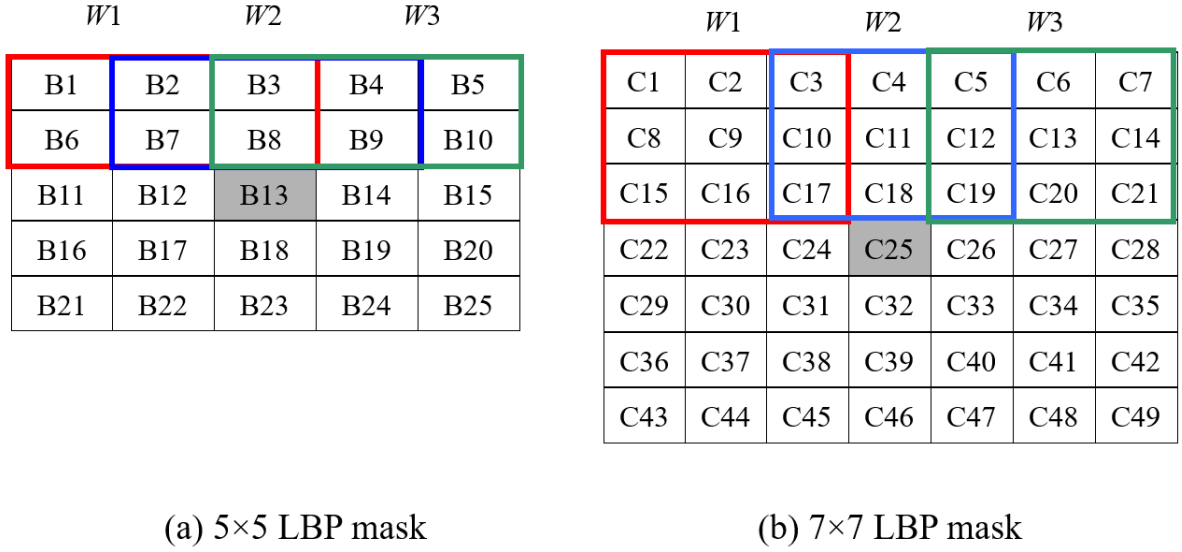 W1 W2 W3
B1 B2 B3 B4 B5
B6 B7 B8 B9 B10
B11 B12 B13 B14 B15
B16 B17 B18 B19 B20
B21 B22 B23 B24 B25
(a) 5×5 LBP mask
W1 W2 W3
C1 C2 C3 C4 C5 C6 C7
C8 C9 C10 C11 C12 C13 C14
C15 C16 C17 C18 C19 C20 C21
C22 C23 C24 C25 C26 C27 C28
C29 C30 C31 C32 C33 C34 C35
C36 C37 C38 C39 C40 C41 C42
C43 C44 C45 C46 C47 C48 C49
(b) 7×7 LBP mask